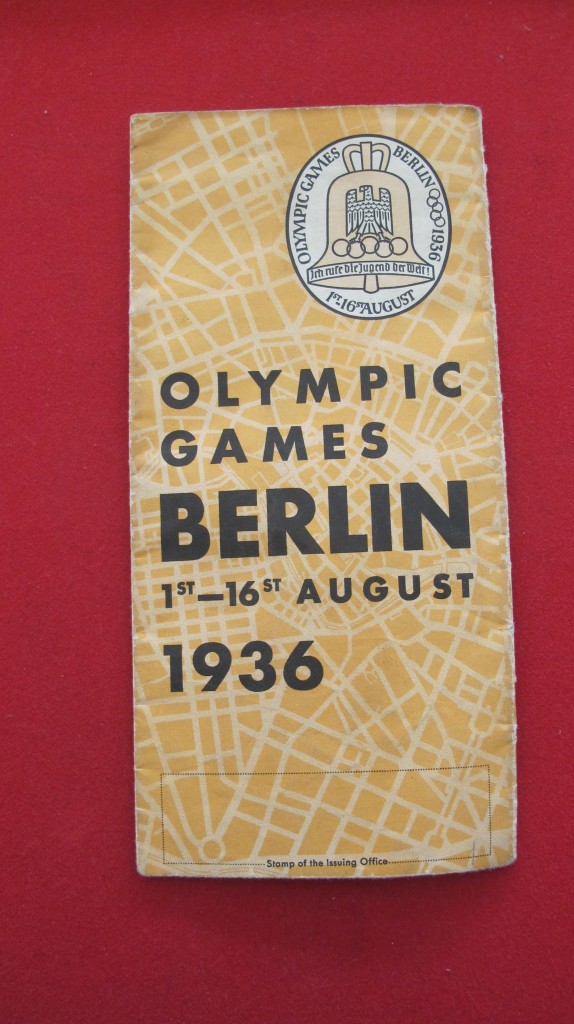 OLYMPIC GAMES BERLIN 1936
Ich rufe die Jugend der Welt!
1ST-16ST AUGUST
OLYMPIC
GAMES
BERLIN
1ST—16ST AUGUST
1936
Stamp of the Issuing Office